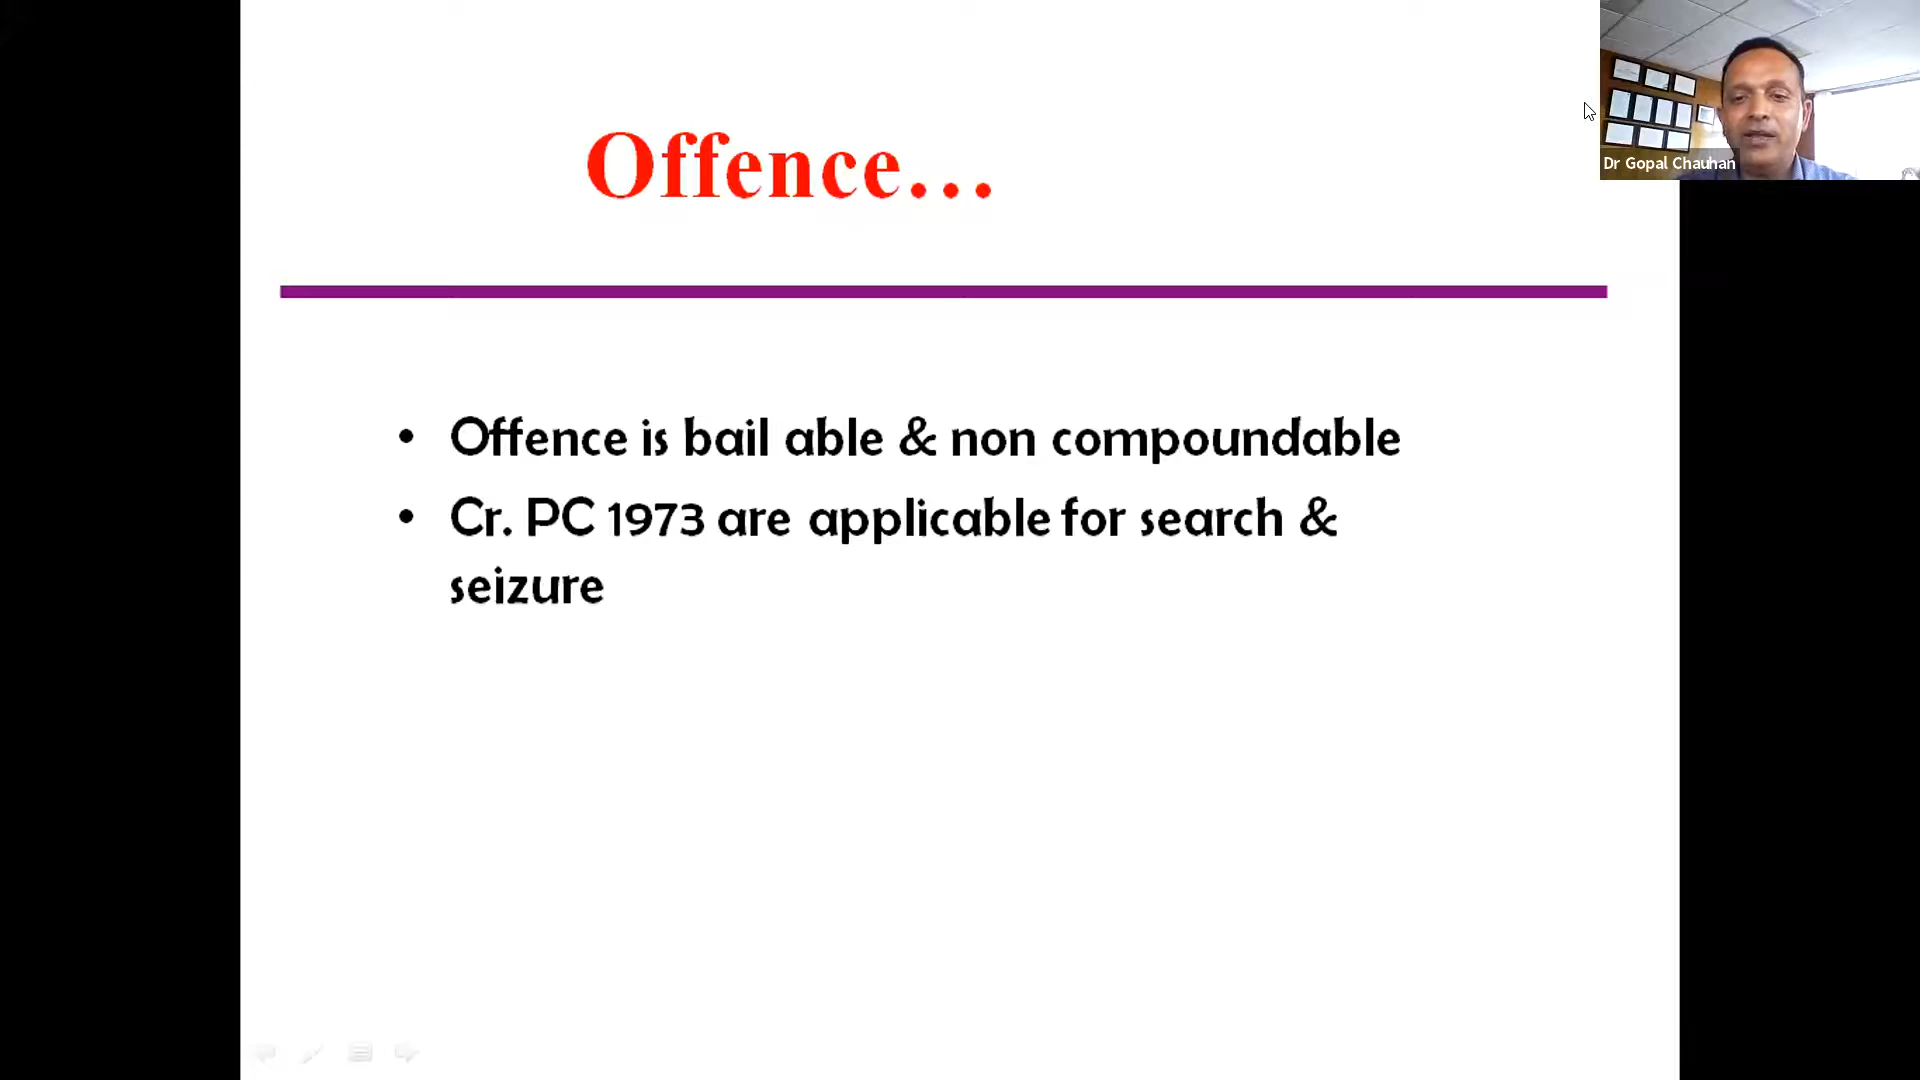 Offence...
• Offence is bail able & non compoundable
• Cr. PC 1973 are applicable for search &
seizure
Dr Gopal Chauhan